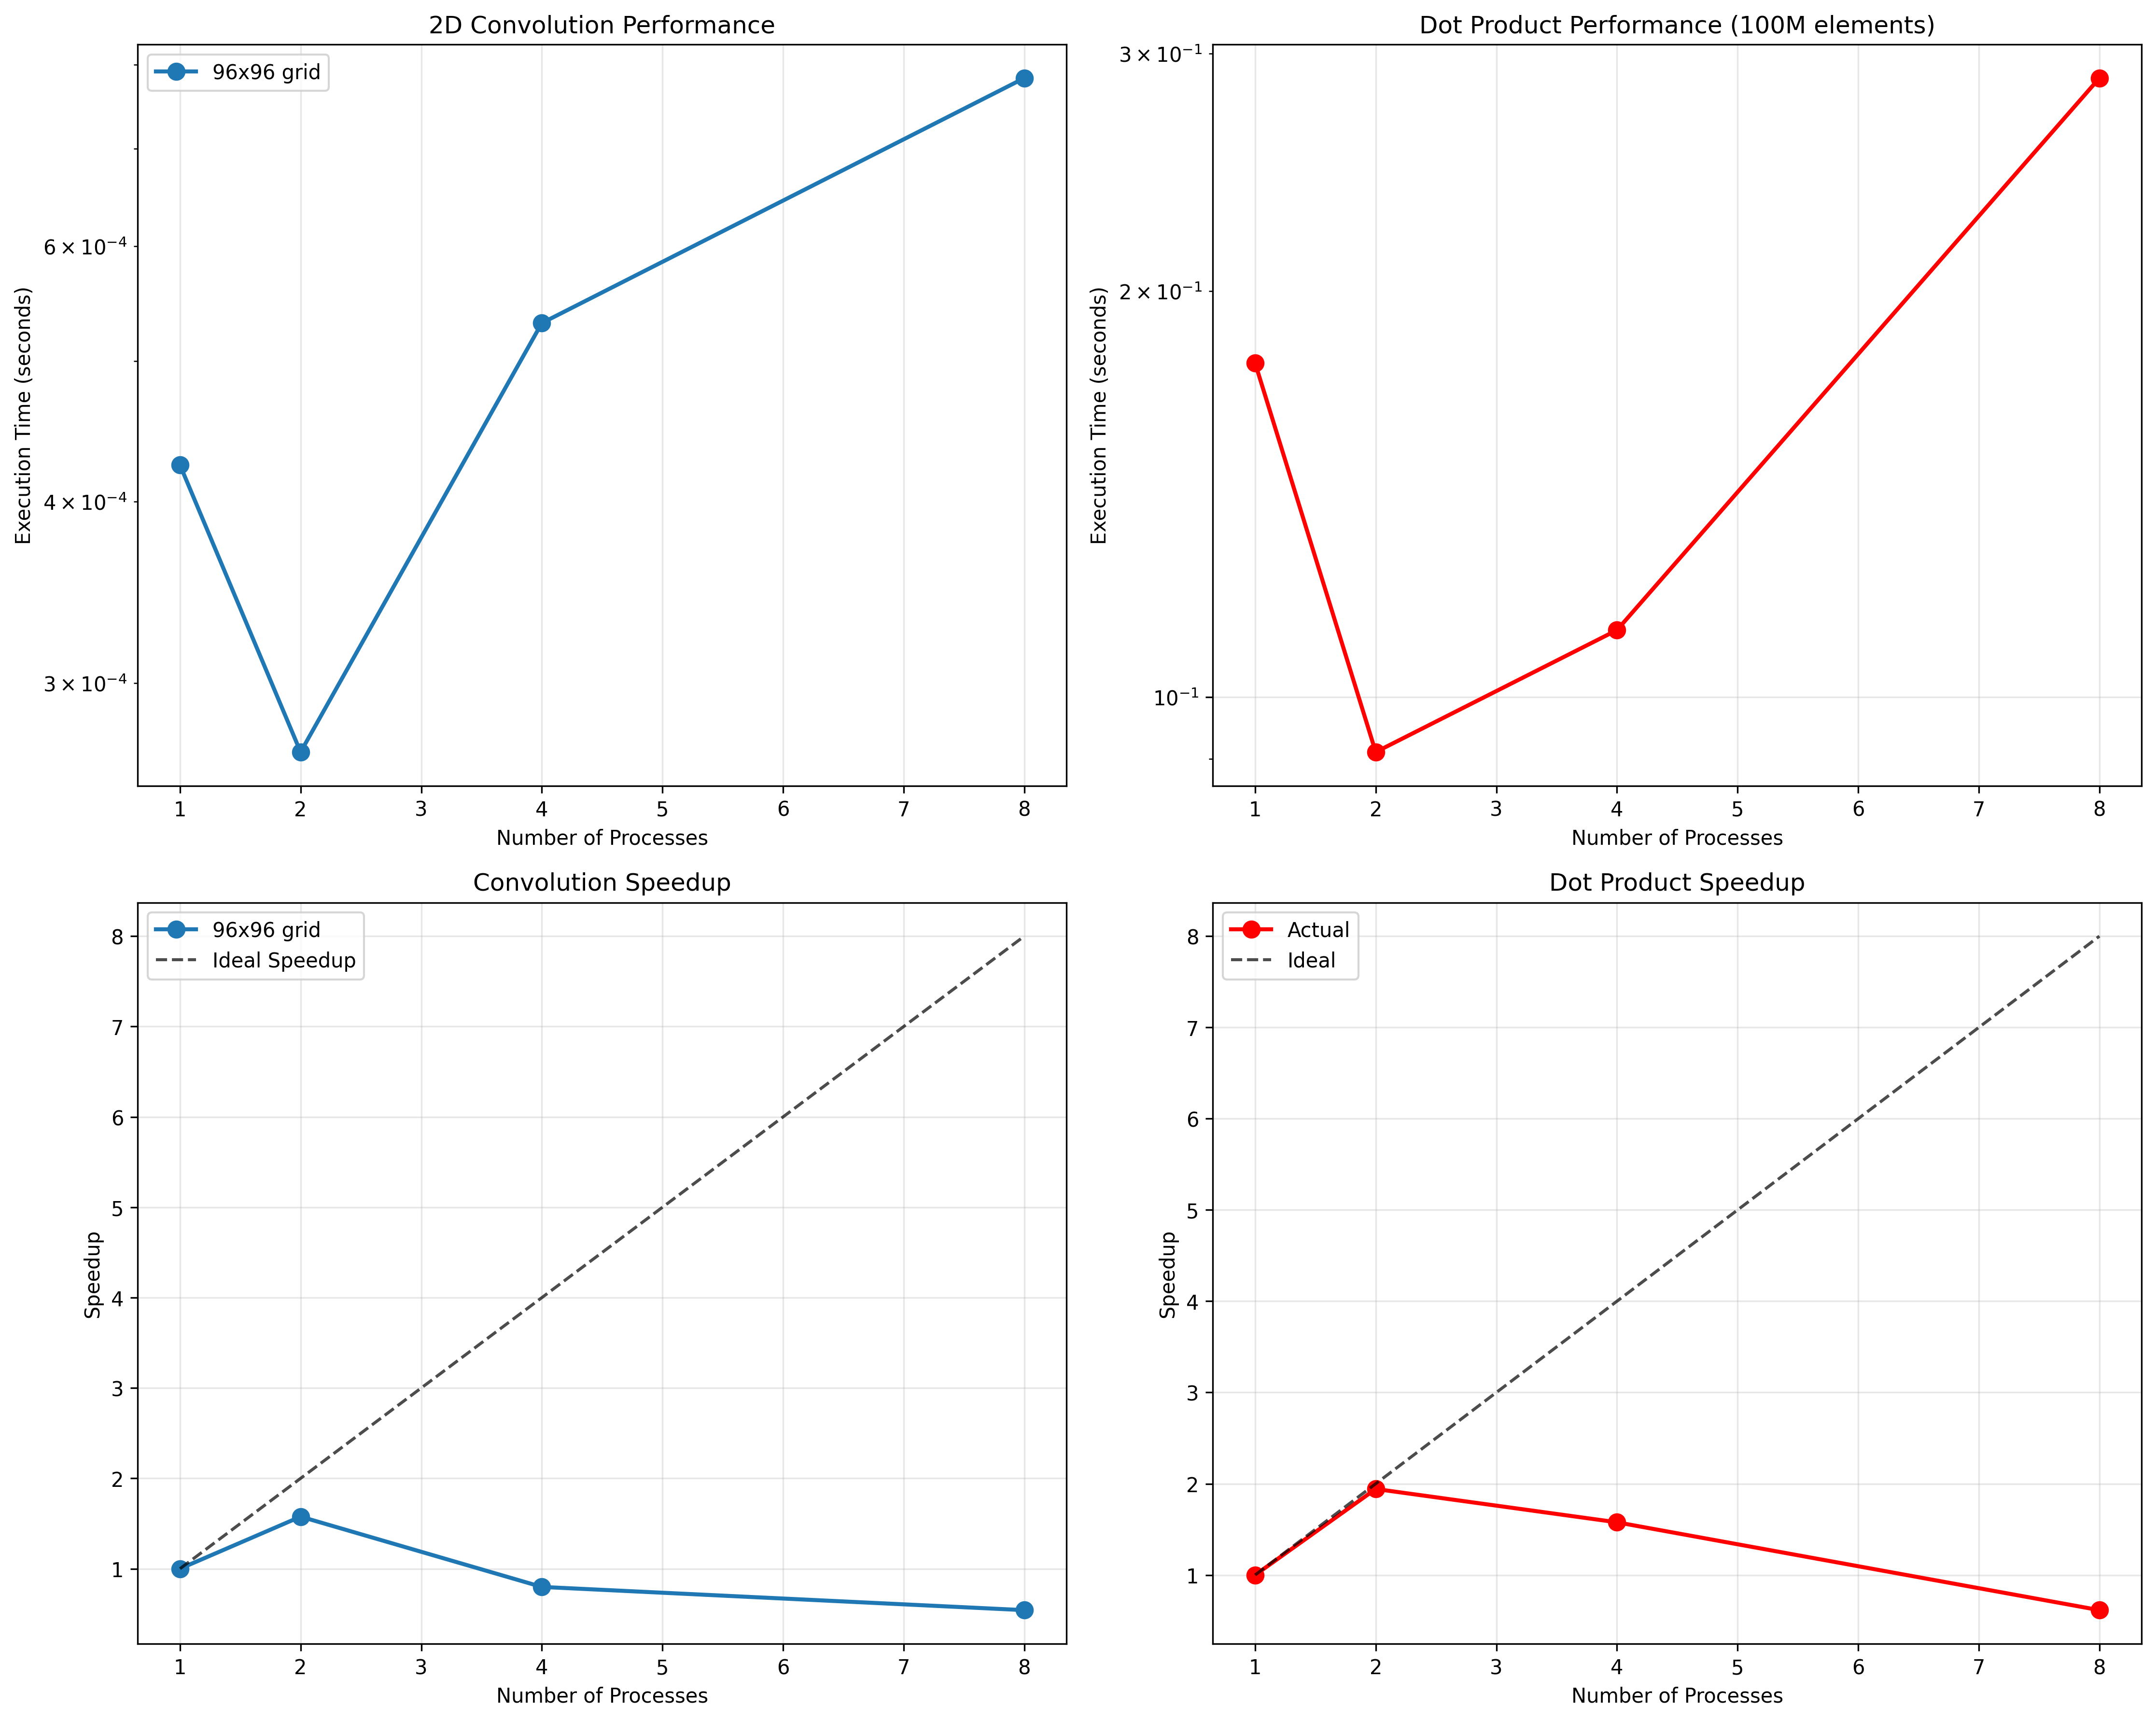 2D Convolution Performance
96x96 grid
6 × 10⁻⁴
4 × 10⁻⁴
3 × 10⁻⁴
Execution Time (seconds)
1 2 3 4 5 6 7 8
Number of Processes
Dot Product Performance (100M elements)
3 × 10⁻¹
2 × 10⁻¹
10⁻¹
Execution Time (seconds)
1 2 3 4 5 6 7 8
Number of Processes
Convolution Speedup
96x96 grid
Ideal Speedup
8
7
6
5
4
3
2
1
Speedup
1 2 3 4 5 6 7 8
Number of Processes
Dot Product Speedup
Actual
Ideal
8
7
6
5
4
3
2
1
Speedup
1 2 3 4 5 6 7 8
Number of Processes